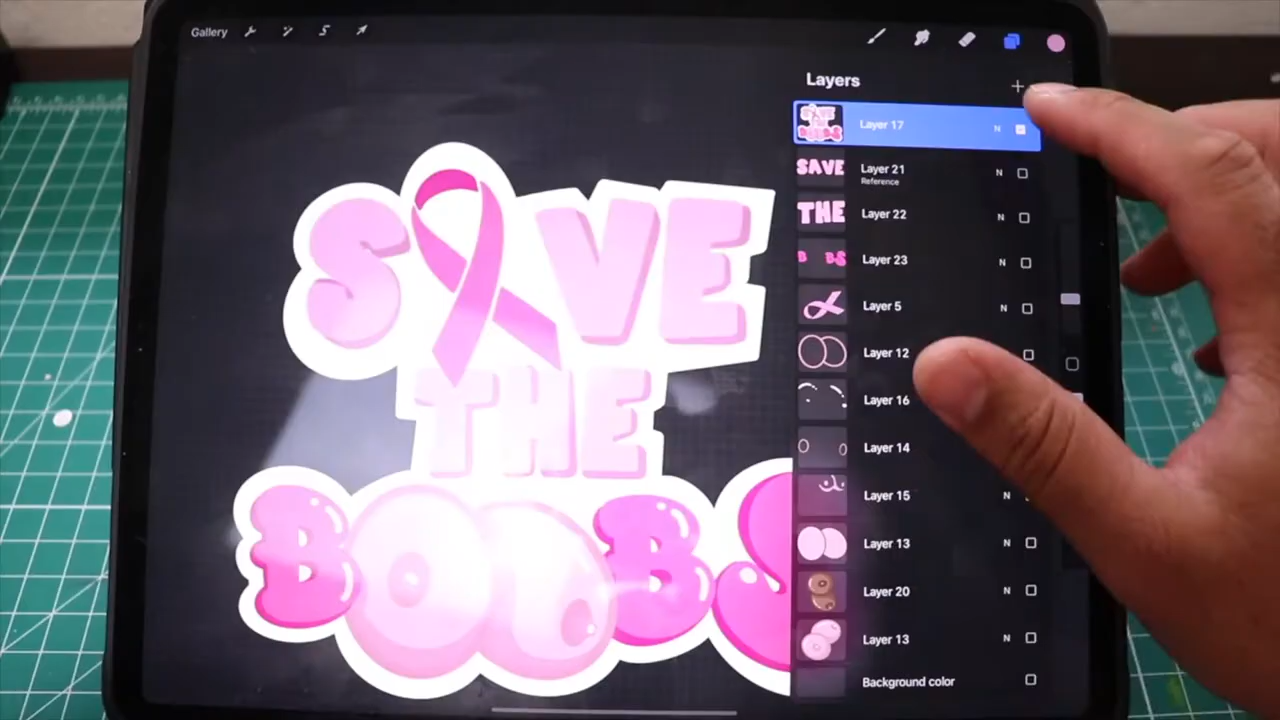 Gallery
Layers
Layer 17
N
Layer 21
Reference
N
Layer 22
N
Layer 23
N
Layer 5
N
Layer 12
Layer 16
Layer 14
Layer 15
N
Layer 13
N
Layer 20
N
Layer 13
N
Background color
SAVE
THE
B BS
SAVE
THE
BOOBS